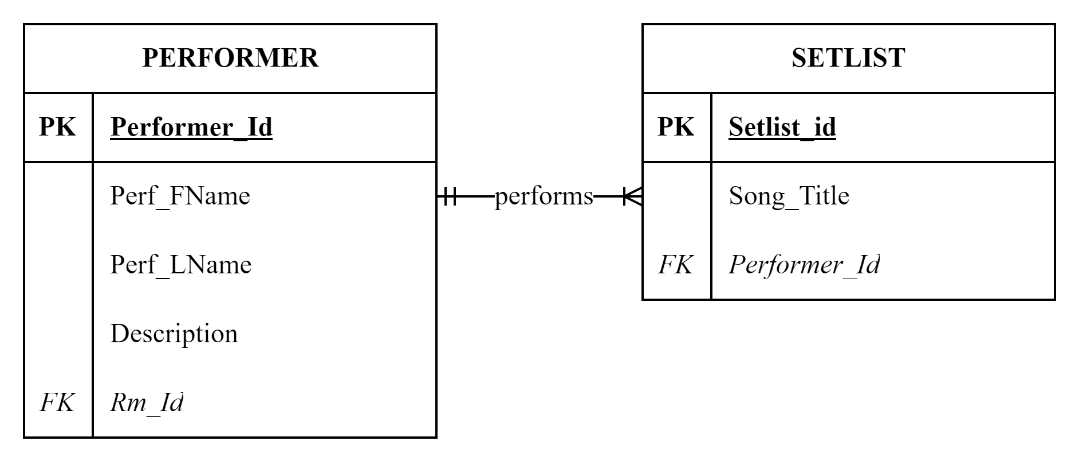 PERFORMER
PK Performer_Id
Perf_FName
Perf_LName
Description
FK Rm_Id
performs
SETLIST
PK Setlist_id
Song_Title
FK Performer_Id